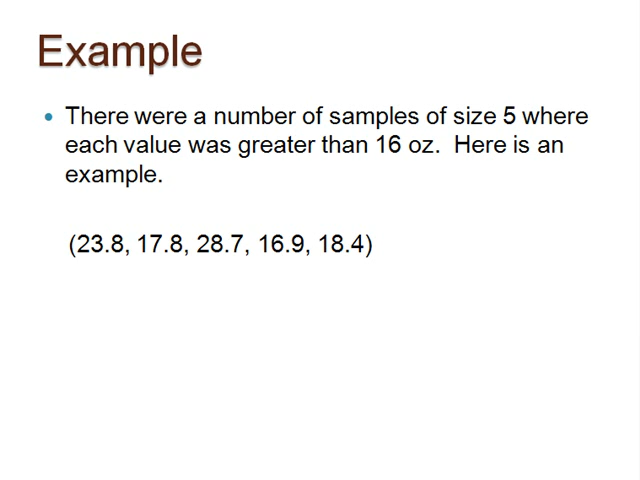 Example
• There were a number of samples of size 5 where
each value was greater than 16 oz.  Here is an
example.
(23.8, 17.8, 28.7, 16.9, 18.4)